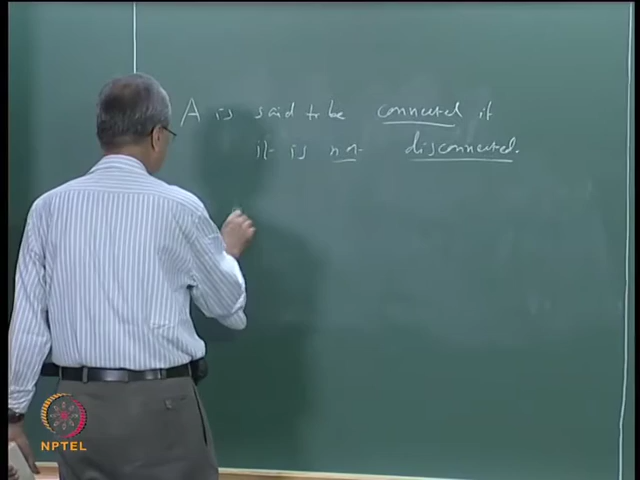 A is said to be connected if
it is not disconnected.
NPTEL